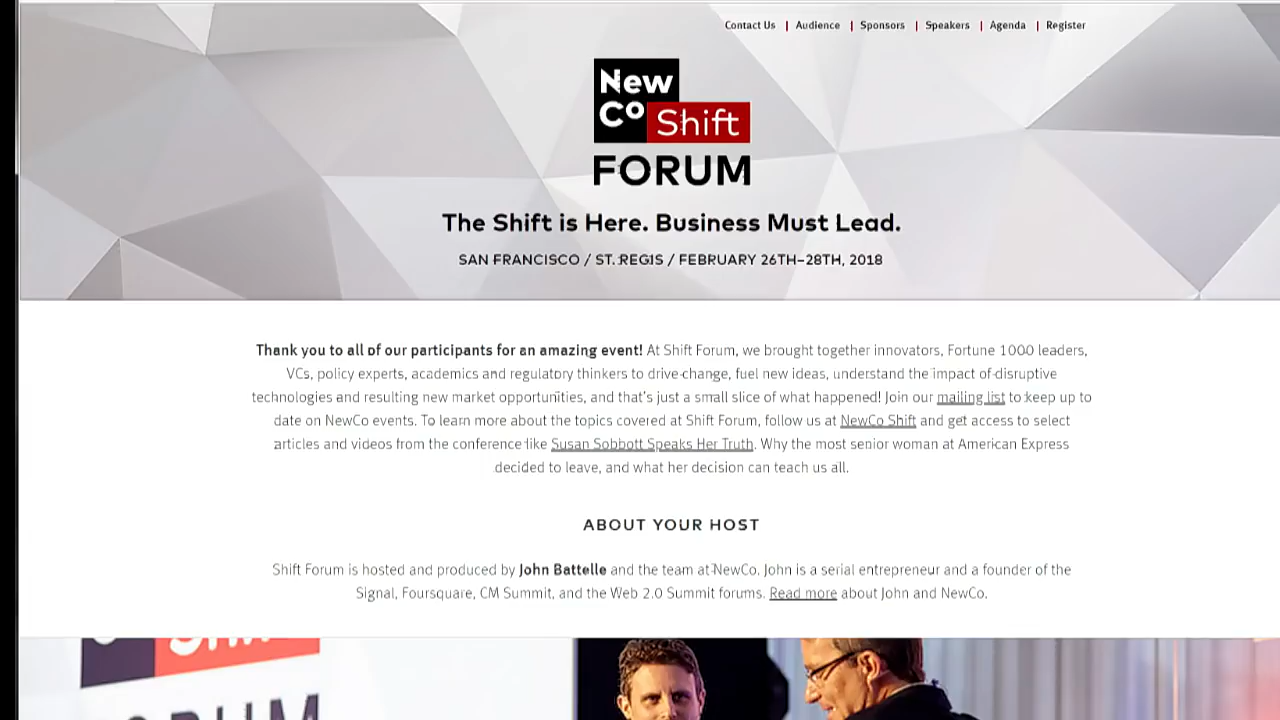 Contact Us | Audience | Sponsors | Speakers | Agenda | Register
New
Co Shift
FORUM
The Shift is Here. Business Must Lead.
SAN FRANCISCO / ST. REGIS / FEBRUARY 26TH–28TH, 2018
Thank you to all of our participants for an amazing event! At Shift Forum, we brought together innovators, Fortune 1000 leaders,
VCs, policy experts, academics and regulatory thinkers to drive change, fuel new ideas, understand the impact of disruptive
technologies and resulting new market opportunities, and that's just a small slice of what happened! Join our mailing list to keep up to
date on NewCo events. To learn more about the topics covered at Shift Forum, follow us at NewCo Shift and get access to select
articles and videos from the conference like Susan Sobbott Speaks Her Truth. Why the most senior woman at American Express
decided to leave, and what her decision can teach us all.
ABOUT YOUR HOST
Shift Forum is hosted and produced by John Battelle and the team at NewCo. John is a serial entrepreneur and a founder of the
Signal, Foursquare, CM Summit, and the Web 2.0 Summit forums. Read more about John and NewCo.